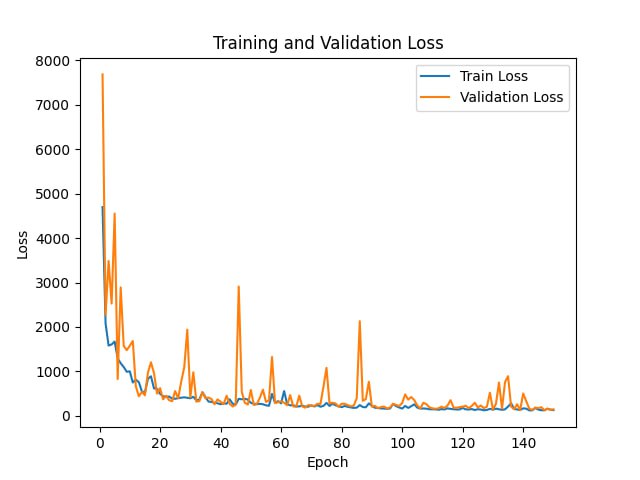 Training and Validation Loss
Train Loss
Validation Loss
8000
7000
6000
5000
4000
3000
2000
1000
0
Loss
0 20 40 60 80 100 120 140
Epoch